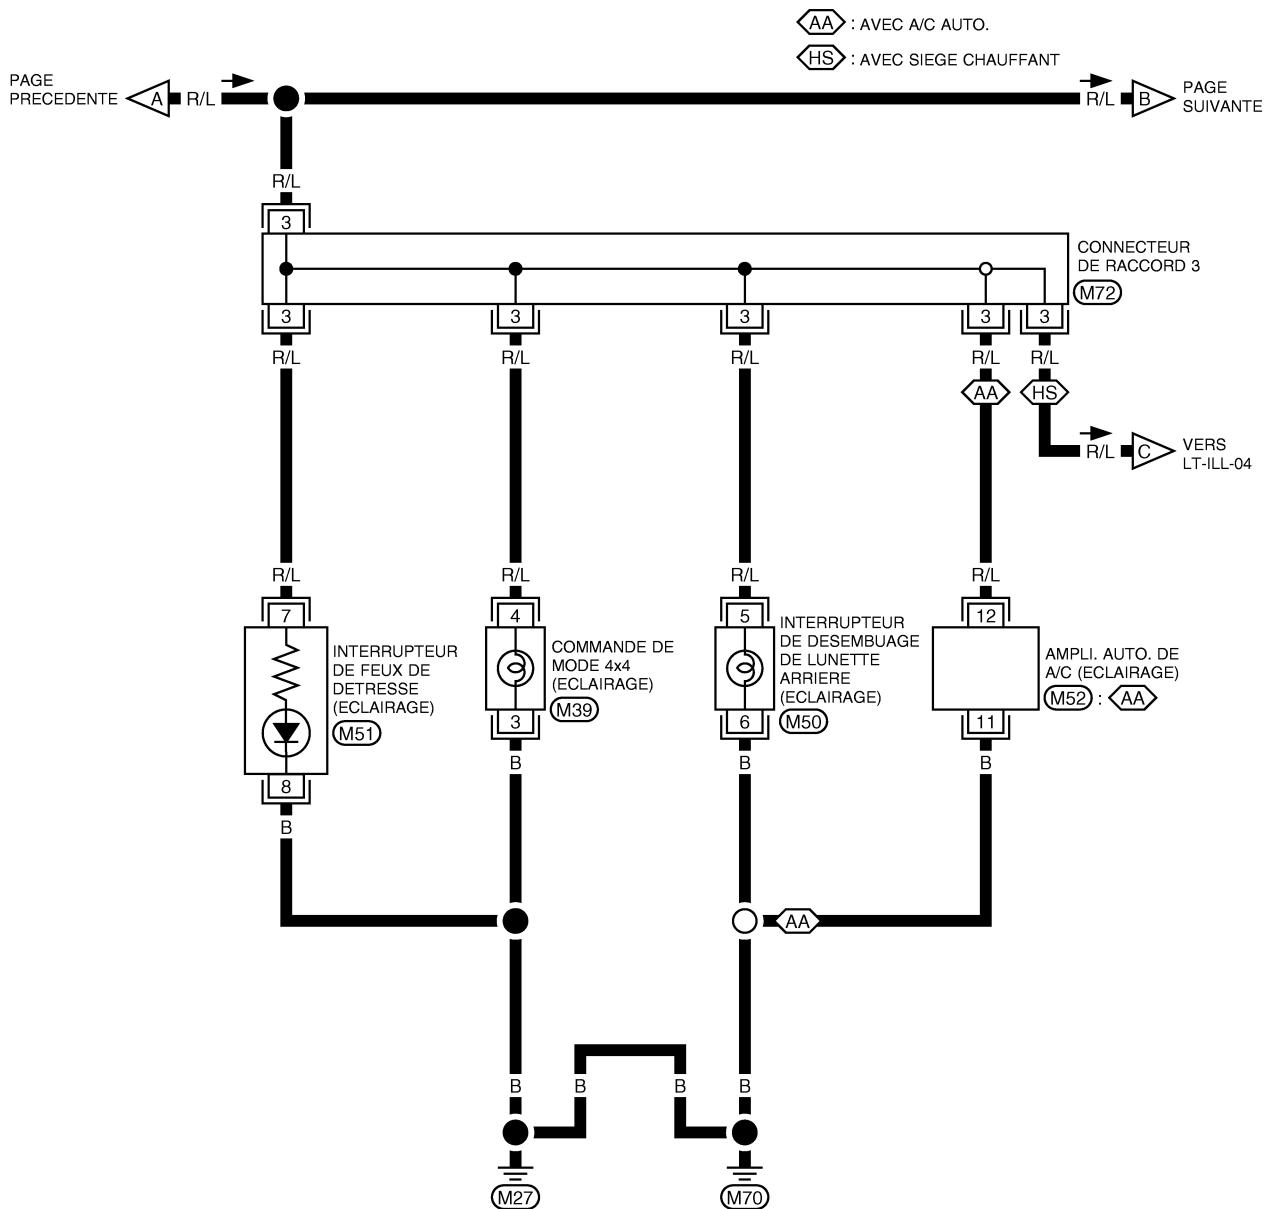 AA : AVEC A/C AUTO.
HS : AVEC SIEGE CHAUFFANT
PAGE
PRECEDENTE
A
R/L
R/L
B
PAGE
SUIVANTE
R/L
3
CONNECTEUR
DE RACCORD 3
M72
3
3
3
3
3
R/L
R/L
R/L
R/L
R/L
AA
HS
R/L
C
VERS
LT-ILL-04
R/L
R/L
R/L
R/L
7
4
5
12
INTERRUPTEUR
DE FEUX DE
DETRESSE
(ECLAIRAGE)
M51
COMMANDE DE
MODE 4x4
(ECLAIRAGE)
M39
INTERRUPTEUR
DE DESEMBUAGE
DE LUNETTE
ARRIERE
(ECLAIRAGE)
M50
AMPLI. AUTO. DE
A/C (ECLAIRAGE)
M52 : AA
3
6
11
8
B
B
B
B
AA
B
B
B
B
M27
M70